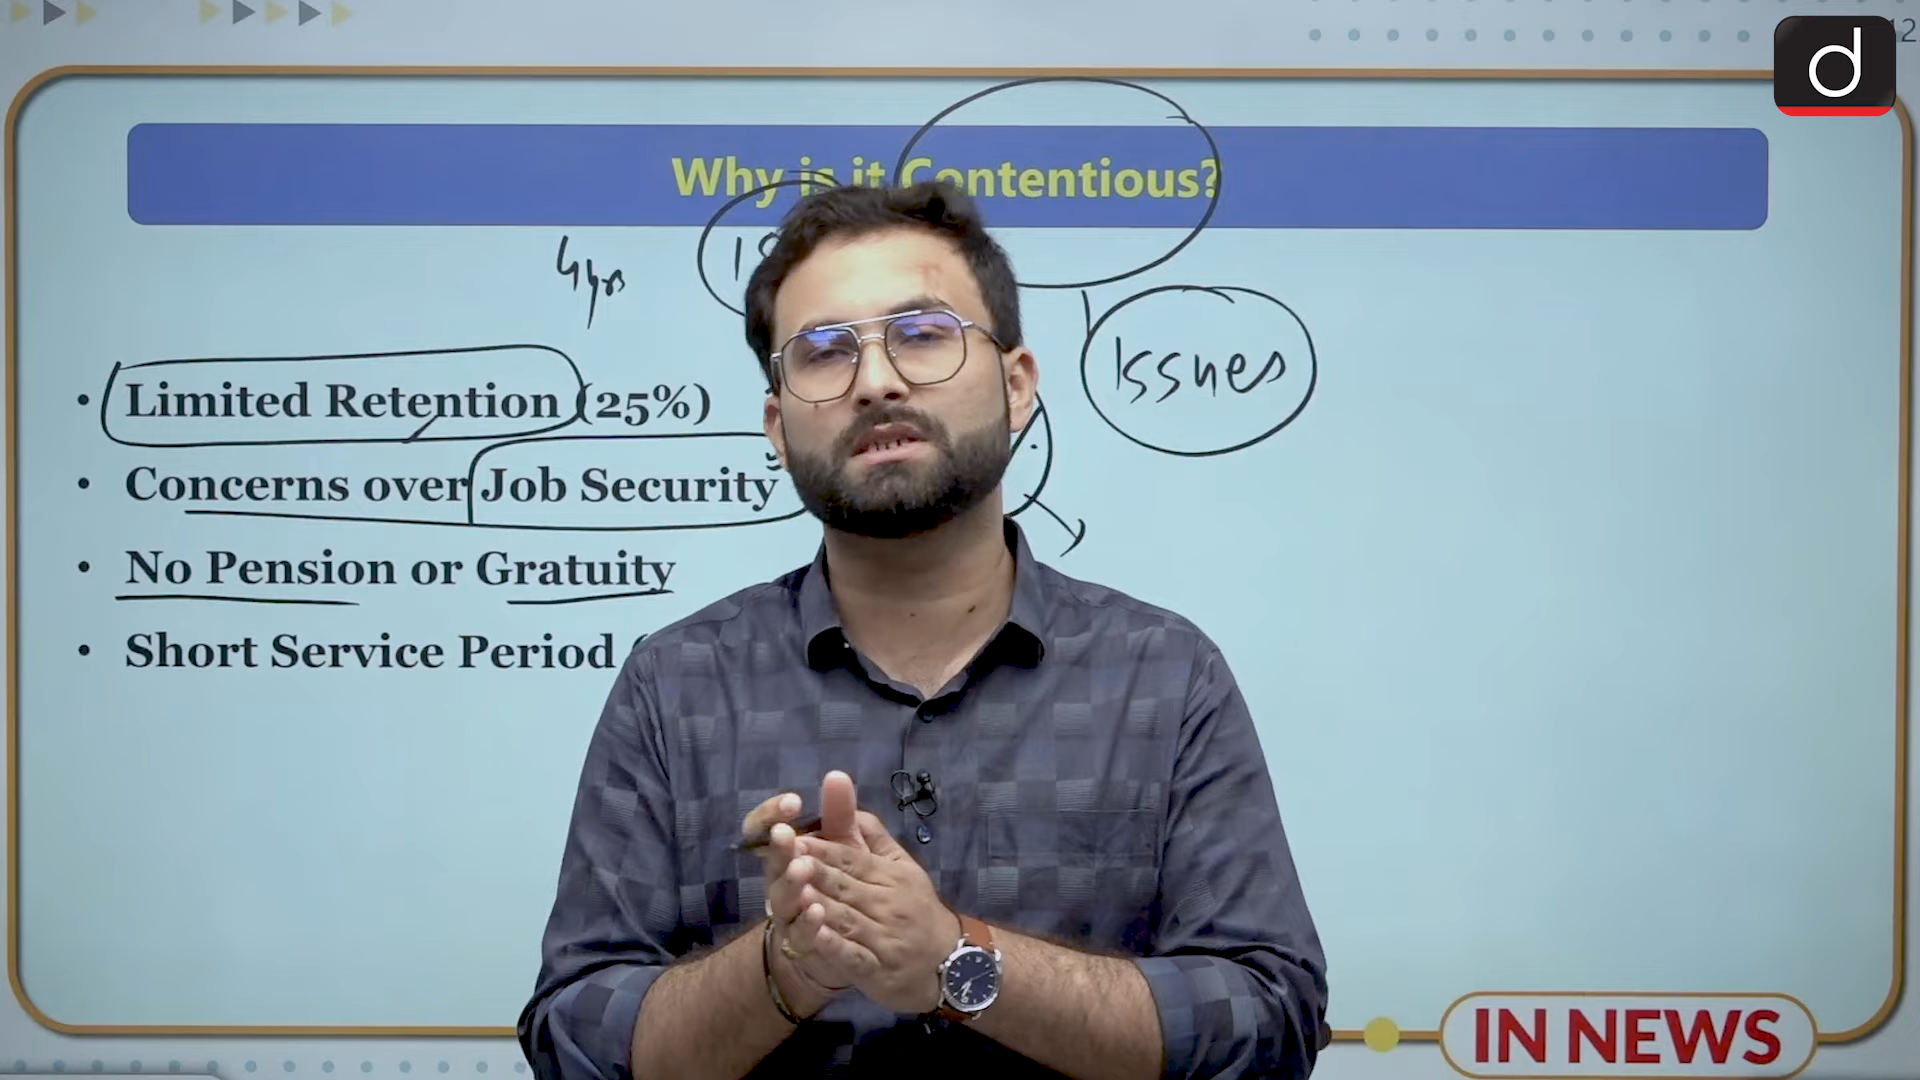 12
d
Why is it Contentious?
4yrs
Issues
• Limited Retention (25%)
• Concerns over Job Security
• No Pension or Gratuity
• Short Service Period
IN NEWS